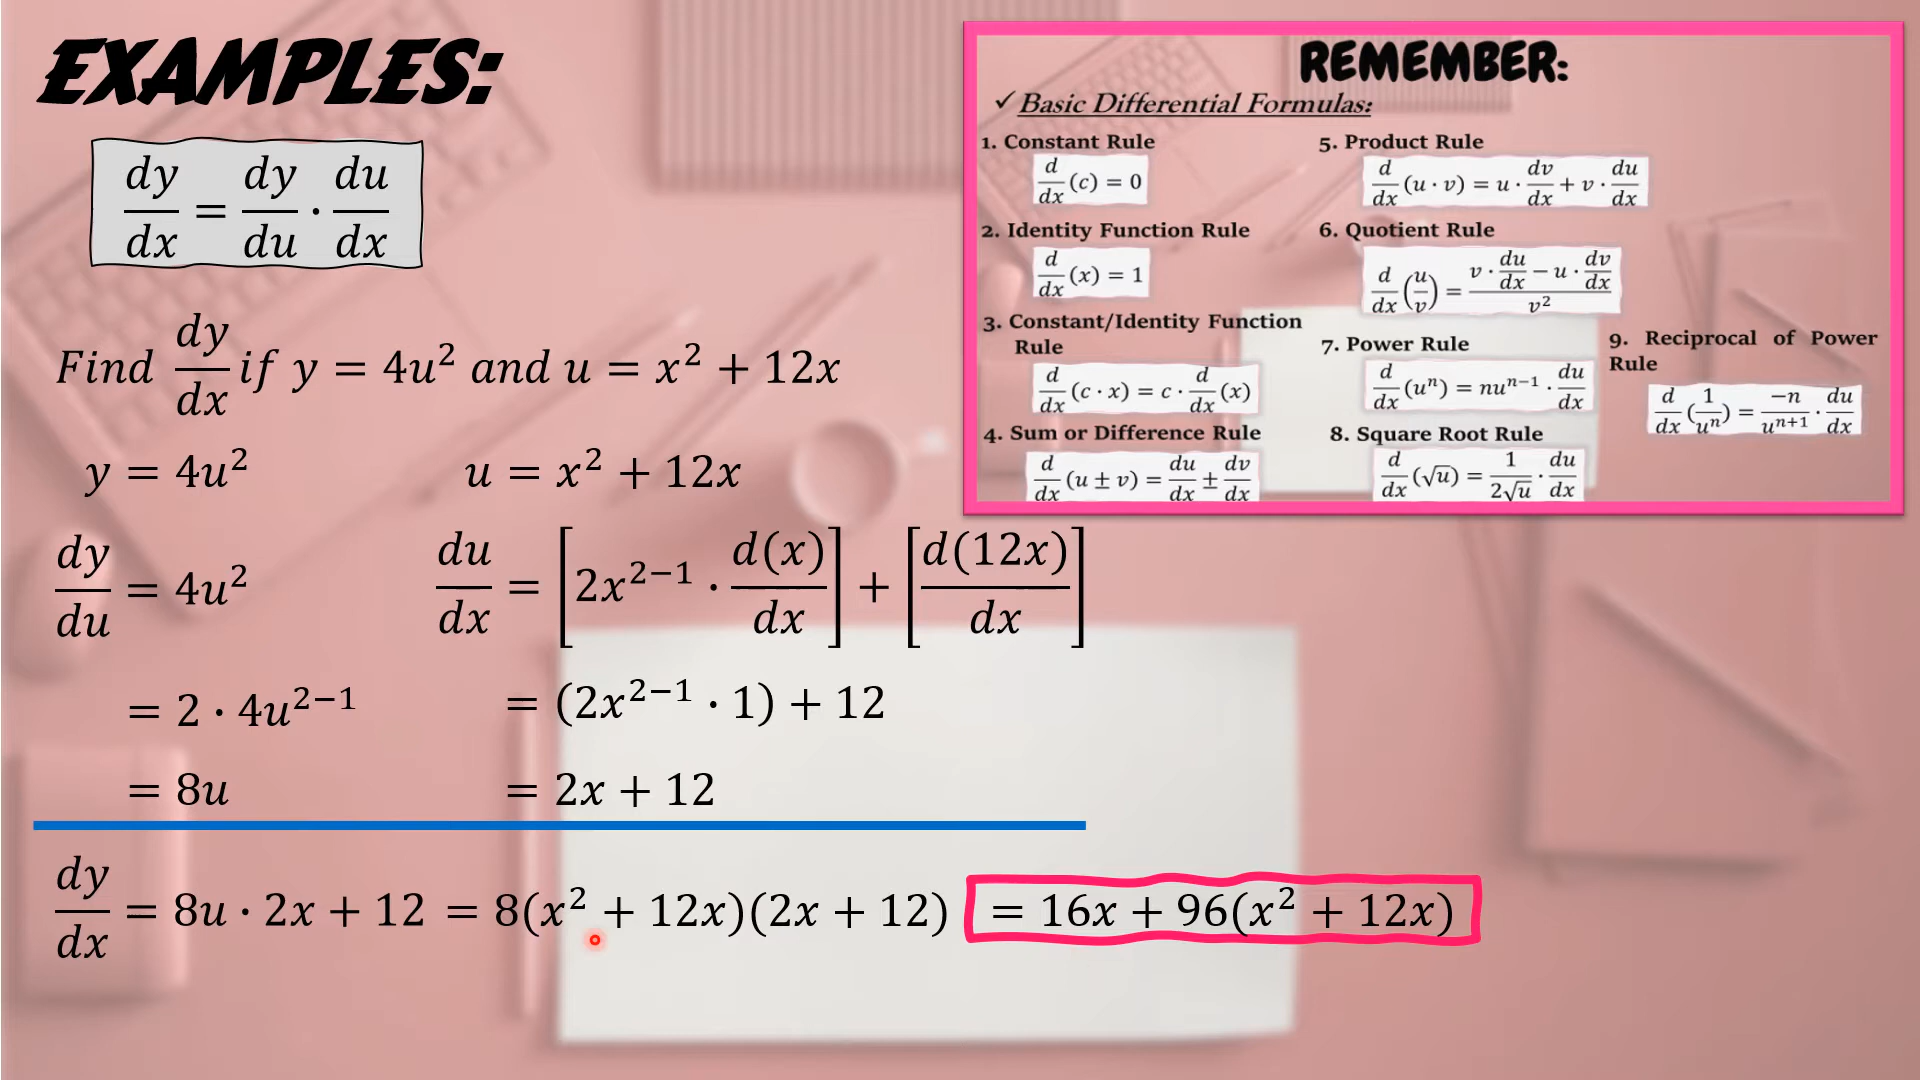 EXAMPLES:
dy/dx = dy/du · du/dx
Find dy/dx if y = 4u² and u = x² + 12x
y = 4u²
u = x² + 12x
dy/du = 4u²
= 2 · 4u²⁻¹
= 8u
du/dx = [2x²⁻¹ · d(x)/dx] + [d(12x)/dx]
= (2x²⁻¹ · 1) + 12
= 2x + 12
dy/dx = 8u · 2x + 12 = 8(x² + 12x)(2x + 12) = 16x + 96(x² + 12x)
REMEMBER:
✓ Basic Differential Formulas:
1. Constant Rule
d/dx (c) = 0
2. Identity Function Rule
d/dx (x) = 1
3. Constant/Identity Function
Rule
d/dx (c · x) = c · d/dx (x)
4. Sum or Difference Rule
d/dx (u ± v) = du/dx ± dv/dx
5. Product Rule
d/dx (u · v) = u · dv/dx + v · du/dx
6. Quotient Rule
d/dx (u/v) = (v · du/dx − u · dv/dx)/v²
7. Power Rule
d/dx (uⁿ) = nuⁿ⁻¹ · du/dx
8. Square Root Rule
d/dx (√u) = 1/(2√u) · du/dx
9. Reciprocal of Power
Rule
d/dx (1/uⁿ) = −n/uⁿ⁺¹ · du/dx